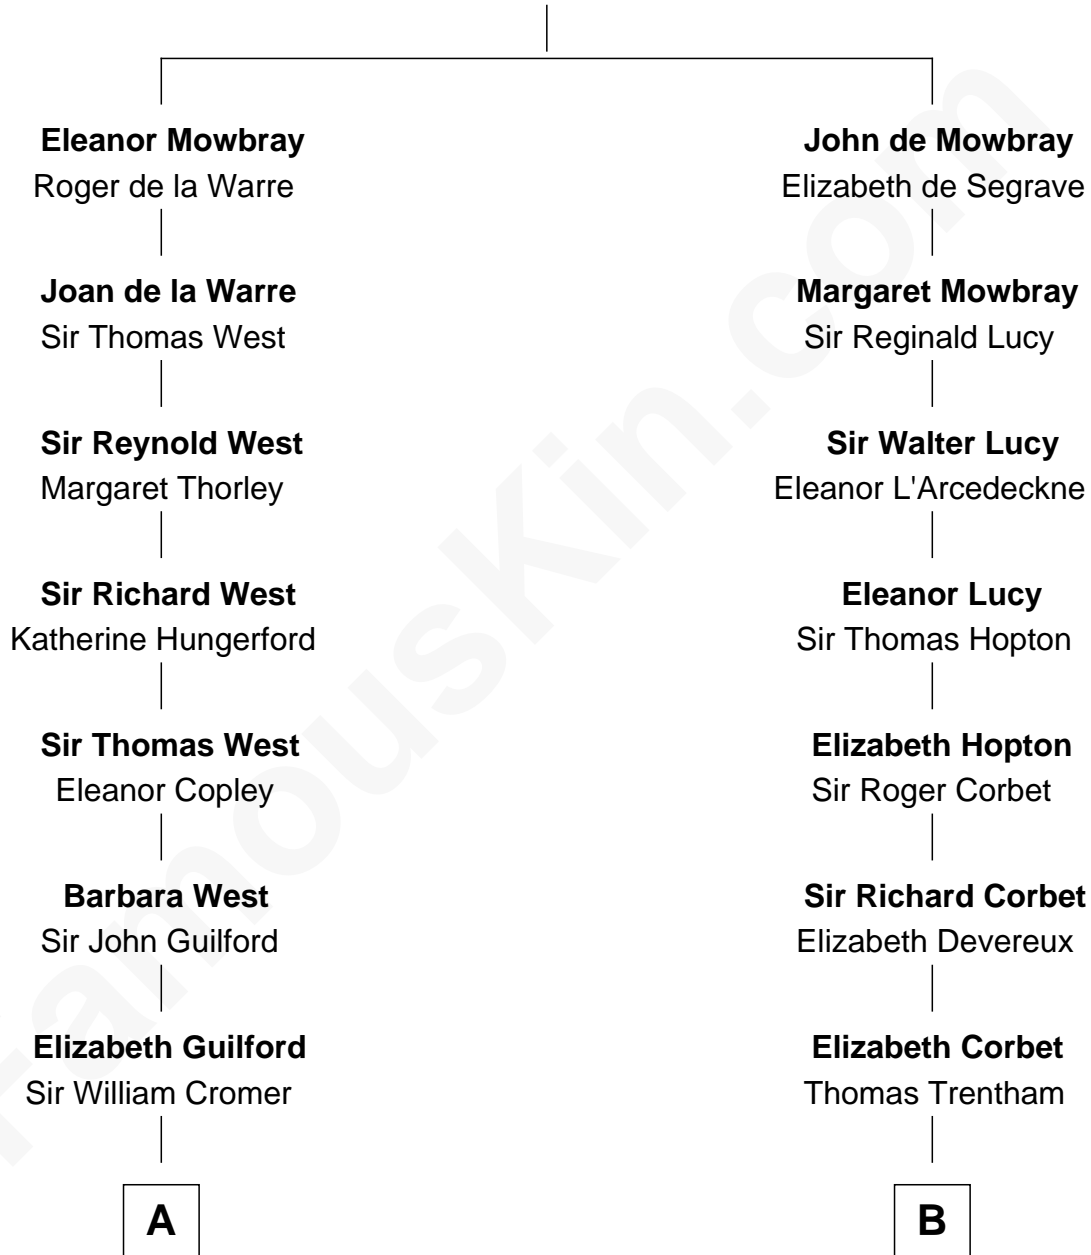 Eleanor Mowbray
Roger de la Warre
John de Mowbray
Elizabeth de Segrave
Joan de la Warre
Sir Thomas West
Margaret Mowbray
Sir Reginald Lucy
Sir Reynold West
Margaret Thorley
Sir Walter Lucy
Eleanor L'Arcedeckne
Sir Richard West
Katherine Hungerford
Eleanor Lucy
Sir Thomas Hopton
Sir Thomas West
Eleanor Copley
Elizabeth Hopton
Sir Roger Corbet
Barbara West
Sir John Guilford
Sir Richard Corbet
Elizabeth Devereux
Elizabeth Guilford
Sir William Cromer
Elizabeth Corbet
Thomas Trentham
A
B
FamousKin.com